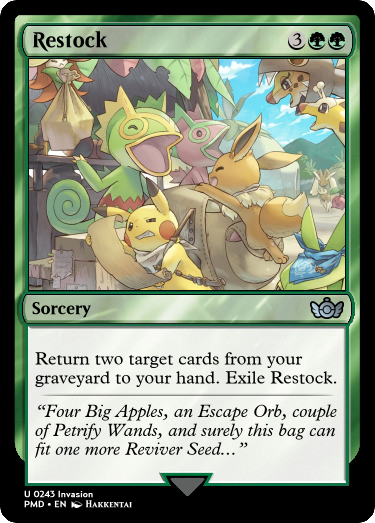 Restock 3
Sorcery
Return two target cards from your
graveyard to your hand. Exile Restock.
“Four Big Apples, an Escape Orb, couple
of Petrify Wands, and surely this bag can
fit one more Reviver Seed…”
U 0243 Invasion
PMD • EN Hakkentai